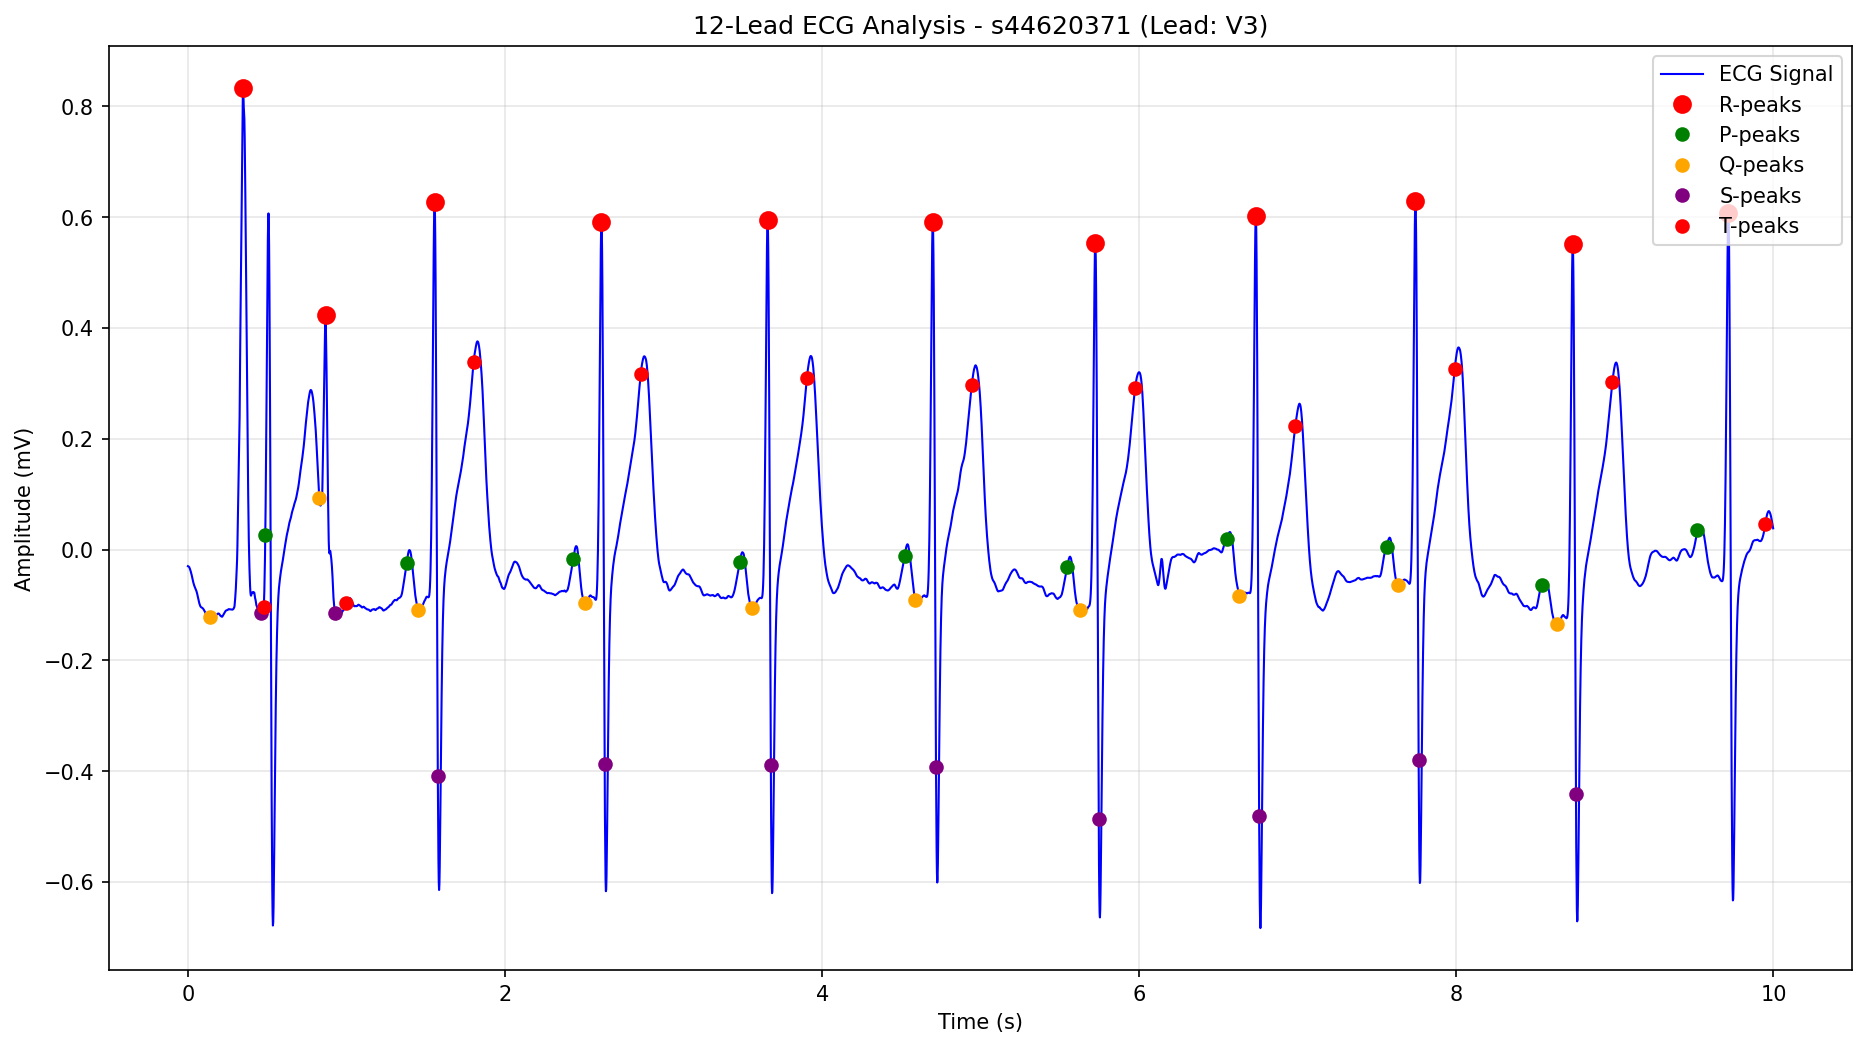 12-Lead ECG Analysis - s44620371 (Lead: V3)
ECG Signal
R-peaks
P-peaks
Q-peaks
S-peaks
T-peaks
Amplitude (mV)
0.8
0.6
0.4
0.2
0.0
−0.2
−0.4
−0.6
0
2
4
6
8
10
Time (s)